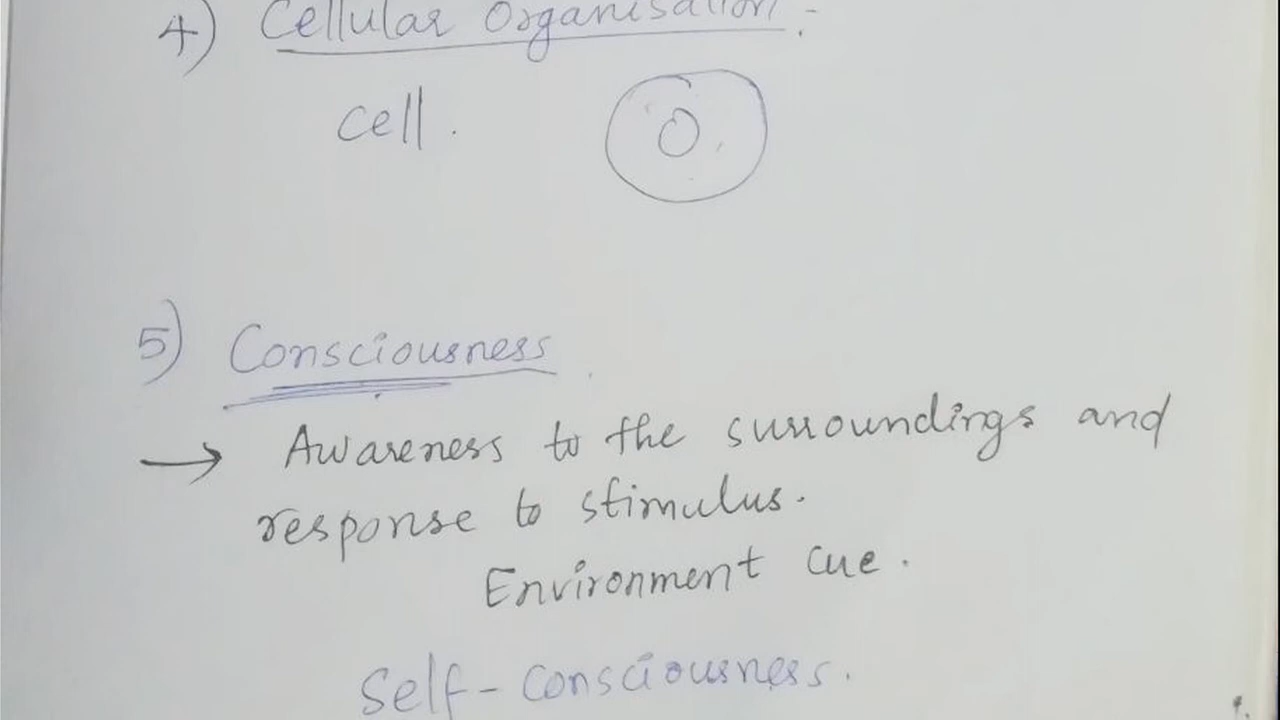 4) Cellular Organisation :-
Cell .
5) Consciousness
→ Awareness to the surroundings and
response to stimulus.
Environment cue .
Self - Consciousness .